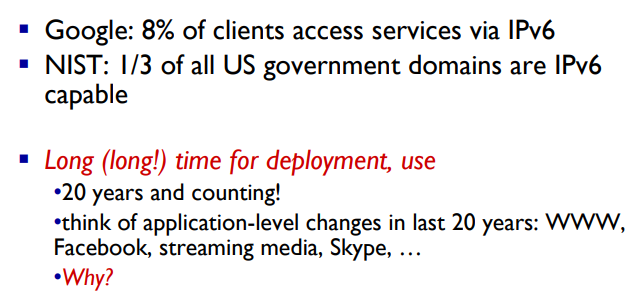 ▪ Google: 8% of clients access services via IPv6
▪ NIST: 1/3 of all US government domains are IPv6
capable
▪ Long (long!) time for deployment, use
•20 years and counting!
•think of application-level changes in last 20 years: WWW,
Facebook, streaming media, Skype, …
•Why?